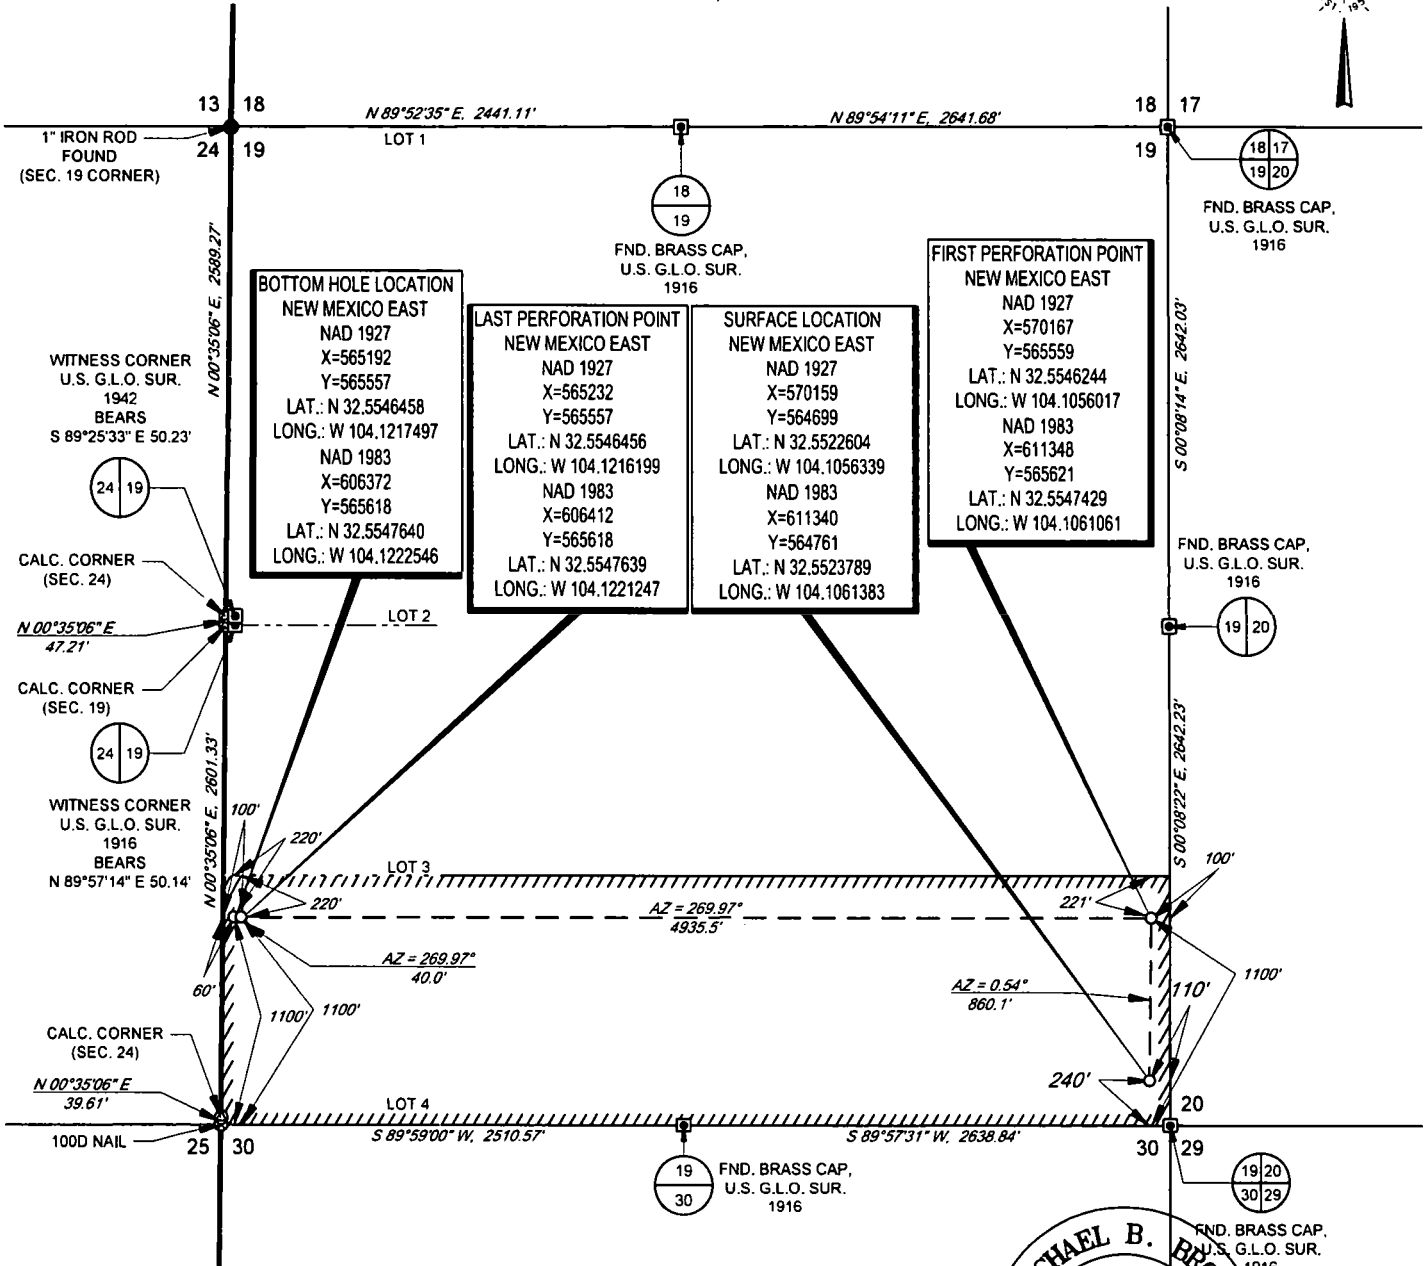 13 18
24 19
1" IRON ROD
FOUND
(SEC. 19 CORNER)
N 89°52'35" E, 2441.11'
LOT 1
N 89°54'11" E, 2641.68'
18 17
19
18
19
FND. BRASS CAP,
U.S. G.L.O. SUR.
1916
18 17
19 20
FND. BRASS CAP,
U.S. G.L.O. SUR.
1916
N 00°35'06" E, 2589.27'
S 00°08'14" E, 2642.03'
BOTTOM HOLE LOCATION
NEW MEXICO EAST
NAD 1927
X=565192
Y=565557
LAT.: N 32.5546458
LONG.: W 104.1217497
NAD 1983
X=606372
Y=565618
LAT.: N 32.5547640
LONG.: W 104.1222546
LAST PERFORATION POINT
NEW MEXICO EAST
NAD 1927
X=565232
Y=565557
LAT.: N 32.5546456
LONG.: W 104.1216199
NAD 1983
X=606412
Y=565618
LAT.: N 32.5547639
LONG.: W 104.1221247
SURFACE LOCATION
NEW MEXICO EAST
NAD 1927
X=570159
Y=564699
LAT.: N 32.5522604
LONG.: W 104.1056339
NAD 1983
X=611340
Y=564761
LAT.: N 32.5523789
LONG.: W 104.1061383
FIRST PERFORATION POINT
NEW MEXICO EAST
NAD 1927
X=570167
Y=565559
LAT.: N 32.5546244
LONG.: W 104.1056017
NAD 1983
X=611348
Y=565621
LAT.: N 32.5547429
LONG.: W 104.1061061
WITNESS CORNER
U.S. G.L.O. SUR.
1942
BEARS
S 89°25'33" E 50.23'
24 19
CALC. CORNER
(SEC. 24)
N 00°35'06" E
47.21'
LOT 2
CALC. CORNER
(SEC. 19)
24 19
WITNESS CORNER
U.S. G.L.O. SUR.
1916
BEARS
N 89°57'14" E 50.14'
FND. BRASS CAP,
U.S. G.L.O. SUR.
1916
19 20
N 00°35'06" E, 2601.33'
S 00°08'22" E, 2642.23'
100'
220'
LOT 3
220'
AZ = 269.97°
4935.5'
221'
100'
AZ = 269.97°
40.0'
60'
1100'
1100'
AZ = 0.54°
860.1'
110'
1100'
240'
CALC. CORNER
(SEC. 24)
N 00°35'06" E
39.61'
100D NAIL
25 30
LOT 4
S 89°59'00" W, 2510.57'
S 89°57'31" W, 2638.84'
20
30 29
19
30
FND. BRASS CAP,
U.S. G.L.O. SUR.
1916
19 20
30 29
FND. BRASS CAP,
U.S. G.L.O. SUR.
1916
B.